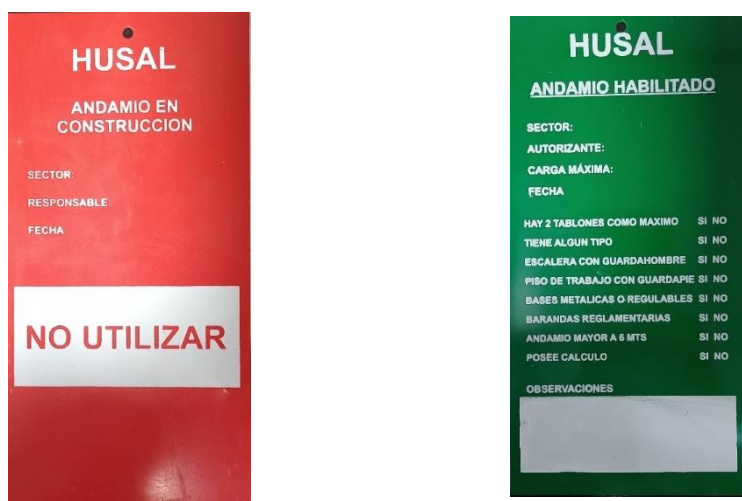 HUSAL
ANDAMIO EN
CONSTRUCCION
SECTOR:
RESPONSABLE:
FECHA
NO UTILIZAR
HUSAL
ANDAMIO HABILITADO
SECTOR:
AUTORIZANTE:
CARGA MÁXIMA:
FECHA
HAY 2 TABLONES COMO MAXIMO SI NO
TIENE ALGUN TIPO SI NO
ESCALERA CON GUARDAHOMBRE SI NO
PISO DE TRABAJO CON GUARDAPIE SI NO
BASES METALICAS O REGULABLES SI NO
BARANDAS REGLAMENTARIAS SI NO
ANDAMIO MAYOR A 6 MTS SI NO
POSEE CALCULO SI NO
OBSERVACIONES